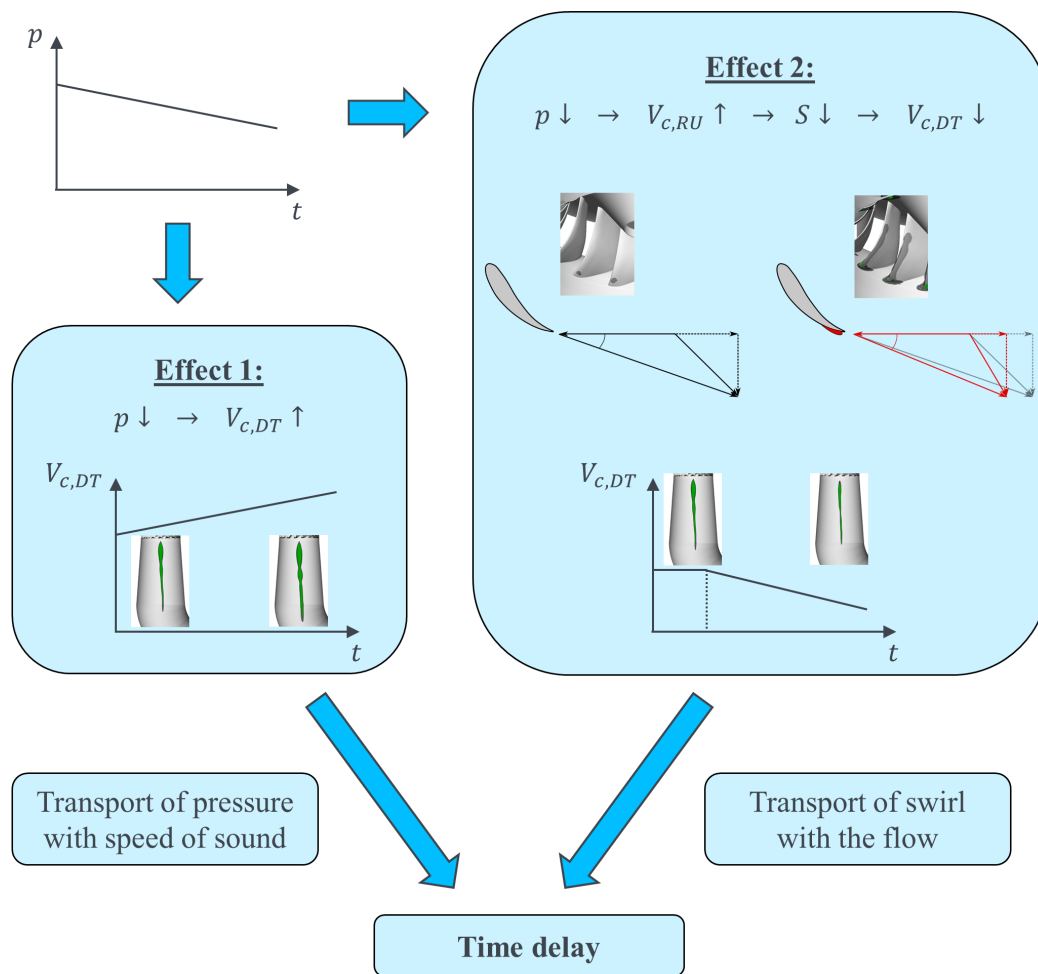 p
t
Effect 2:
p ↓ → V_{c,RU} ↑ → S ↓ → V_{c,DT} ↓
Effect 1:
p ↓ → V_{c,DT} ↑
V_{c,DT}
t
V_{c,DT}
t
Transport of pressure
with speed of sound
Transport of swirl
with the flow
Time delay